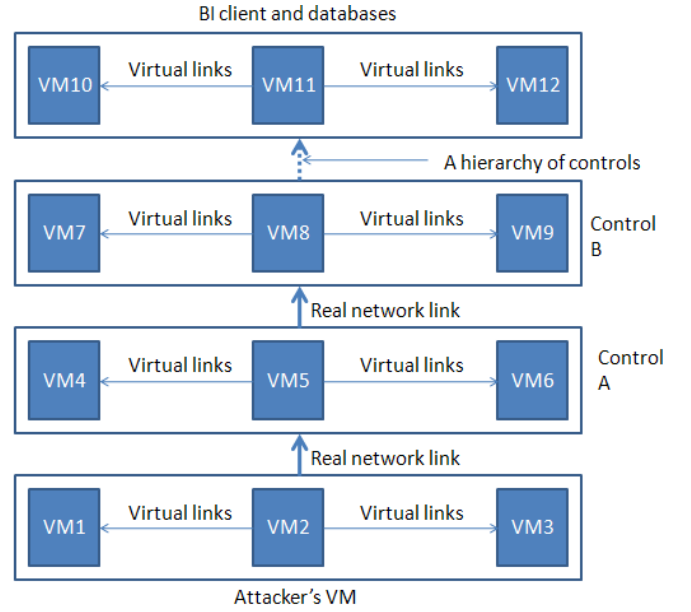 BI client and databases
VM10 Virtual links VM11 Virtual links VM12
A hierarchy of controls
VM7 Virtual links VM8 Virtual links VM9
Control
B
Real network link
VM4 Virtual links VM5 Virtual links VM6
Control
A
Real network link
VM1 Virtual links VM2 Virtual links VM3
Attacker's VM